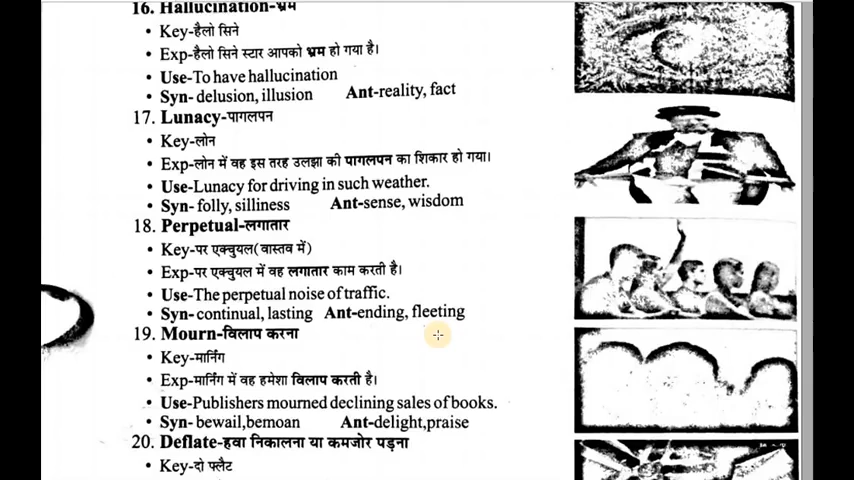 16. Hallucination-भ्रम
• Key-हैलो सिने
• Exp-हैलो सिने स्टार आपको भ्रम हो गया है।
• Use-To have hallucination
• Syn- delusion, illusion Ant-reality, fact
17. Lunacy-पागलपन
• Key-लोन
• Exp-लोन में वह इस तरह उलझा की पागलपन का शिकार हो गया।
• Use-Lunacy for driving in such weather.
• Syn- folly, silliness Ant-sense, wisdom
18. Perpetual-लगातार
• Key-पर एक्चुयल(वास्तव में)
• Exp-पर एक्चुयल में वह लगातार काम करती है।
• Use-The perpetual noise of traffic.
• Syn- continual, lasting Ant-ending, fleeting
19. Mourn-विलाप करना
• Key-मार्निंग
• Exp-मार्निंग में वह हमेशा विलाप करती है।
• Use-Publishers mourned declining sales of books.
• Syn- bewail,bemoan Ant-delight,praise
20. Deflate-हवा निकालना या कमजोर पड़ना
• Key-दो फ्लैट